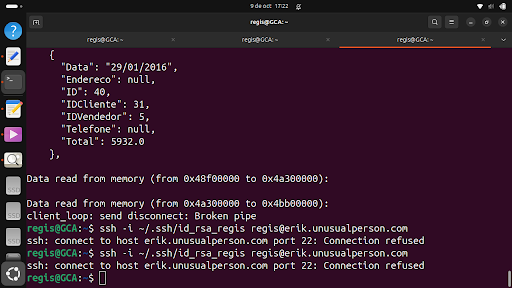 9 de out 17:22
regis@GCA: ~
regis@GCA: ~
regis@GCA: ~
regis@GCA: ~
{
"Data": "29/01/2016",
"Endereco": null,
"ID": 40,
"IDCliente": 31,
"IDVendedor": 5,
"Telefone": null,
"Total": 5932.0
},
Data read from memory (from 0x48f00000 to 0x4a300000):
Data read from memory (from 0x4a300000 to 0x4bb00000):
client_loop: send disconnect: Broken pipe
regis@GCA:~$ ssh -i ~/.ssh/id_rsa_regis regis@erik.unusualperson.com
ssh: connect to host erik.unusualperson.com port 22: Connection refused
regis@GCA:~$ ssh -i ~/.ssh/id_rsa_regis regis@erik.unusualperson.com
ssh: connect to host erik.unusualperson.com port 22: Connection refused
regis@GCA:~$